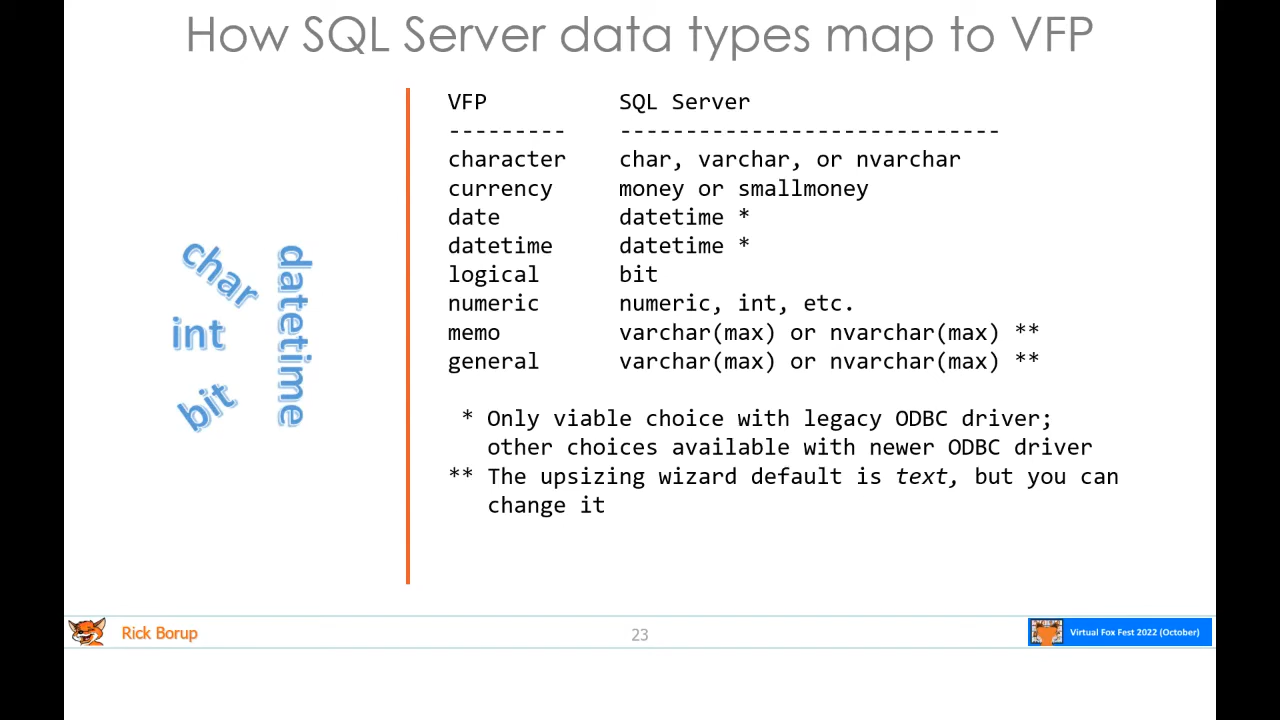 How SQL Server data types map to VFP
char
int
bit
datetime
VFP SQL Server
--------- -----------------------------
character char, varchar, or nvarchar
currency money or smallmoney
date datetime *
datetime datetime *
logical bit
numeric numeric, int, etc.
memo varchar(max) or nvarchar(max) **
general varchar(max) or nvarchar(max) **
* Only viable choice with legacy ODBC driver;
other choices available with newer ODBC driver
** The upsizing wizard default is text, but you can
change it
Rick Borup
23
Virtual Fox Fest 2022 (October)